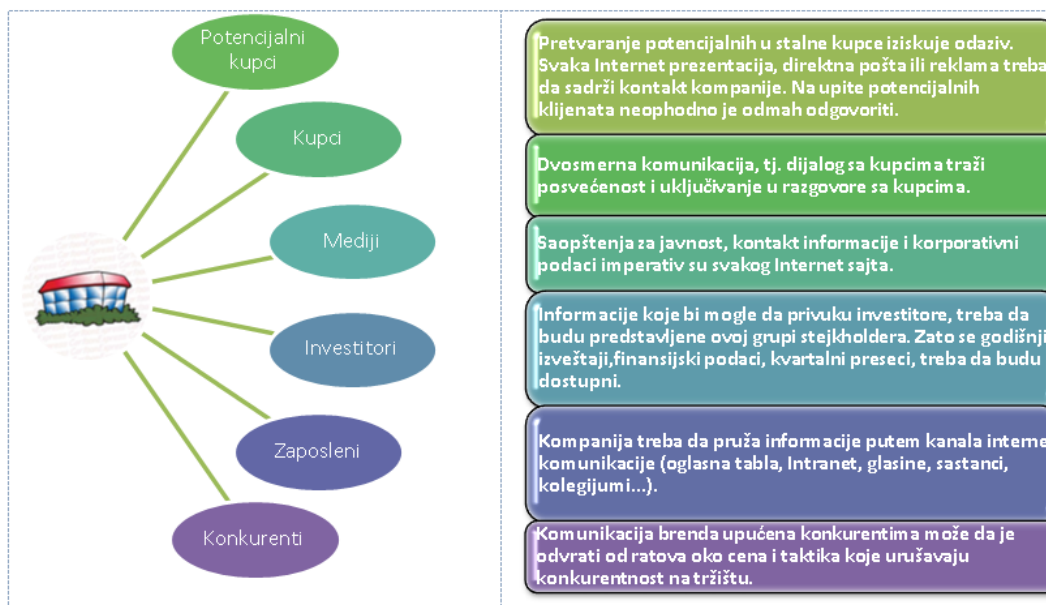 Potencijalni
kupci
Kupci
Mediji
Investitori
Zaposleni
Konkurenti
Pretvaranje potencijalnih u stalne kupce iziskuje odaziv.
Svaka Internet prezentacija, direktna pošta ili reklama treba
da sadrži kontakt kompanije. Na upite potencijalnih
klijenata neophodno je odmah odgovoriti.
Dvosmerna komunikacija, tj. dijalog sa kupcima traži
posvećenost i uključivanje u razgovore sa kupcima.
Saopštenja za javnost, kontakt informacije i korporativni
podaci imperativ su svakog Internet sajta.
Informacije koje bi mogle da privuku investitore, treba da
budu predstavljene ovoj grupi stejkholdera. Zato se godišnji
izveštaji,finansijski podaci, kvartalni preseci, treba da budu
dostupni.
Kompanija treba da pruža informacije putem kanala interne
komunikacije (oglasna tabla, Intranet, glasine, sastanci,
kolegijumi...).
Komunikacija brenda upućena konkurentima može da je
odvrati od ratova oko cena i taktika koje urušavaju
konkurentnost na tržištu.